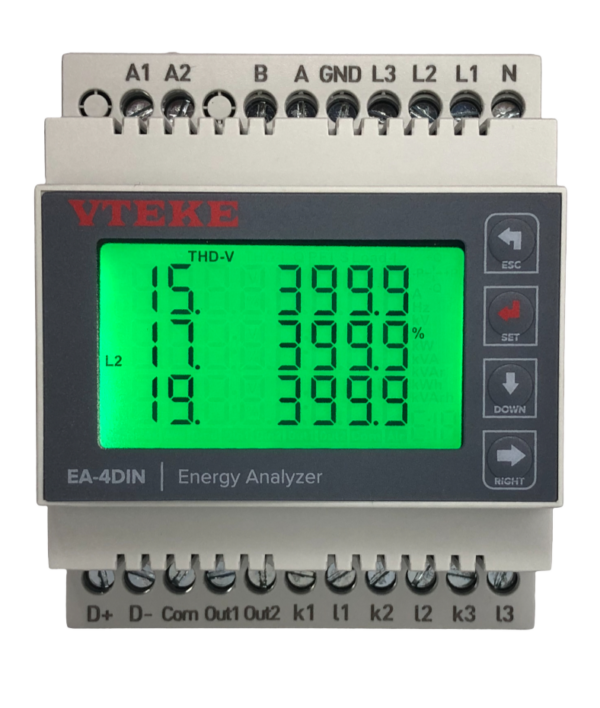 A1 A2 B A GND L3 L2 L1 N
VTEKE
ESC
SET
DOWN
RIGHT
THD-V
15. 399.9
L2 17. 399.9 %
19. 399.9
EA-4DIN | Energy Analyzer
D+ D- Com Out1 Out2 k1 l1 k2 l2 k3 l3